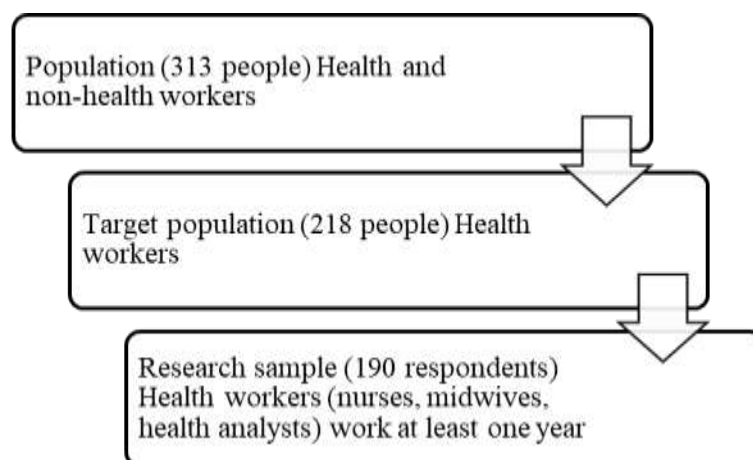 Population (313 people) Health and
non-health workers
Target population (218 people) Health
workers
Research sample (190 respondents)
Health workers (nurses, midwives,
health analysts) work at least one year